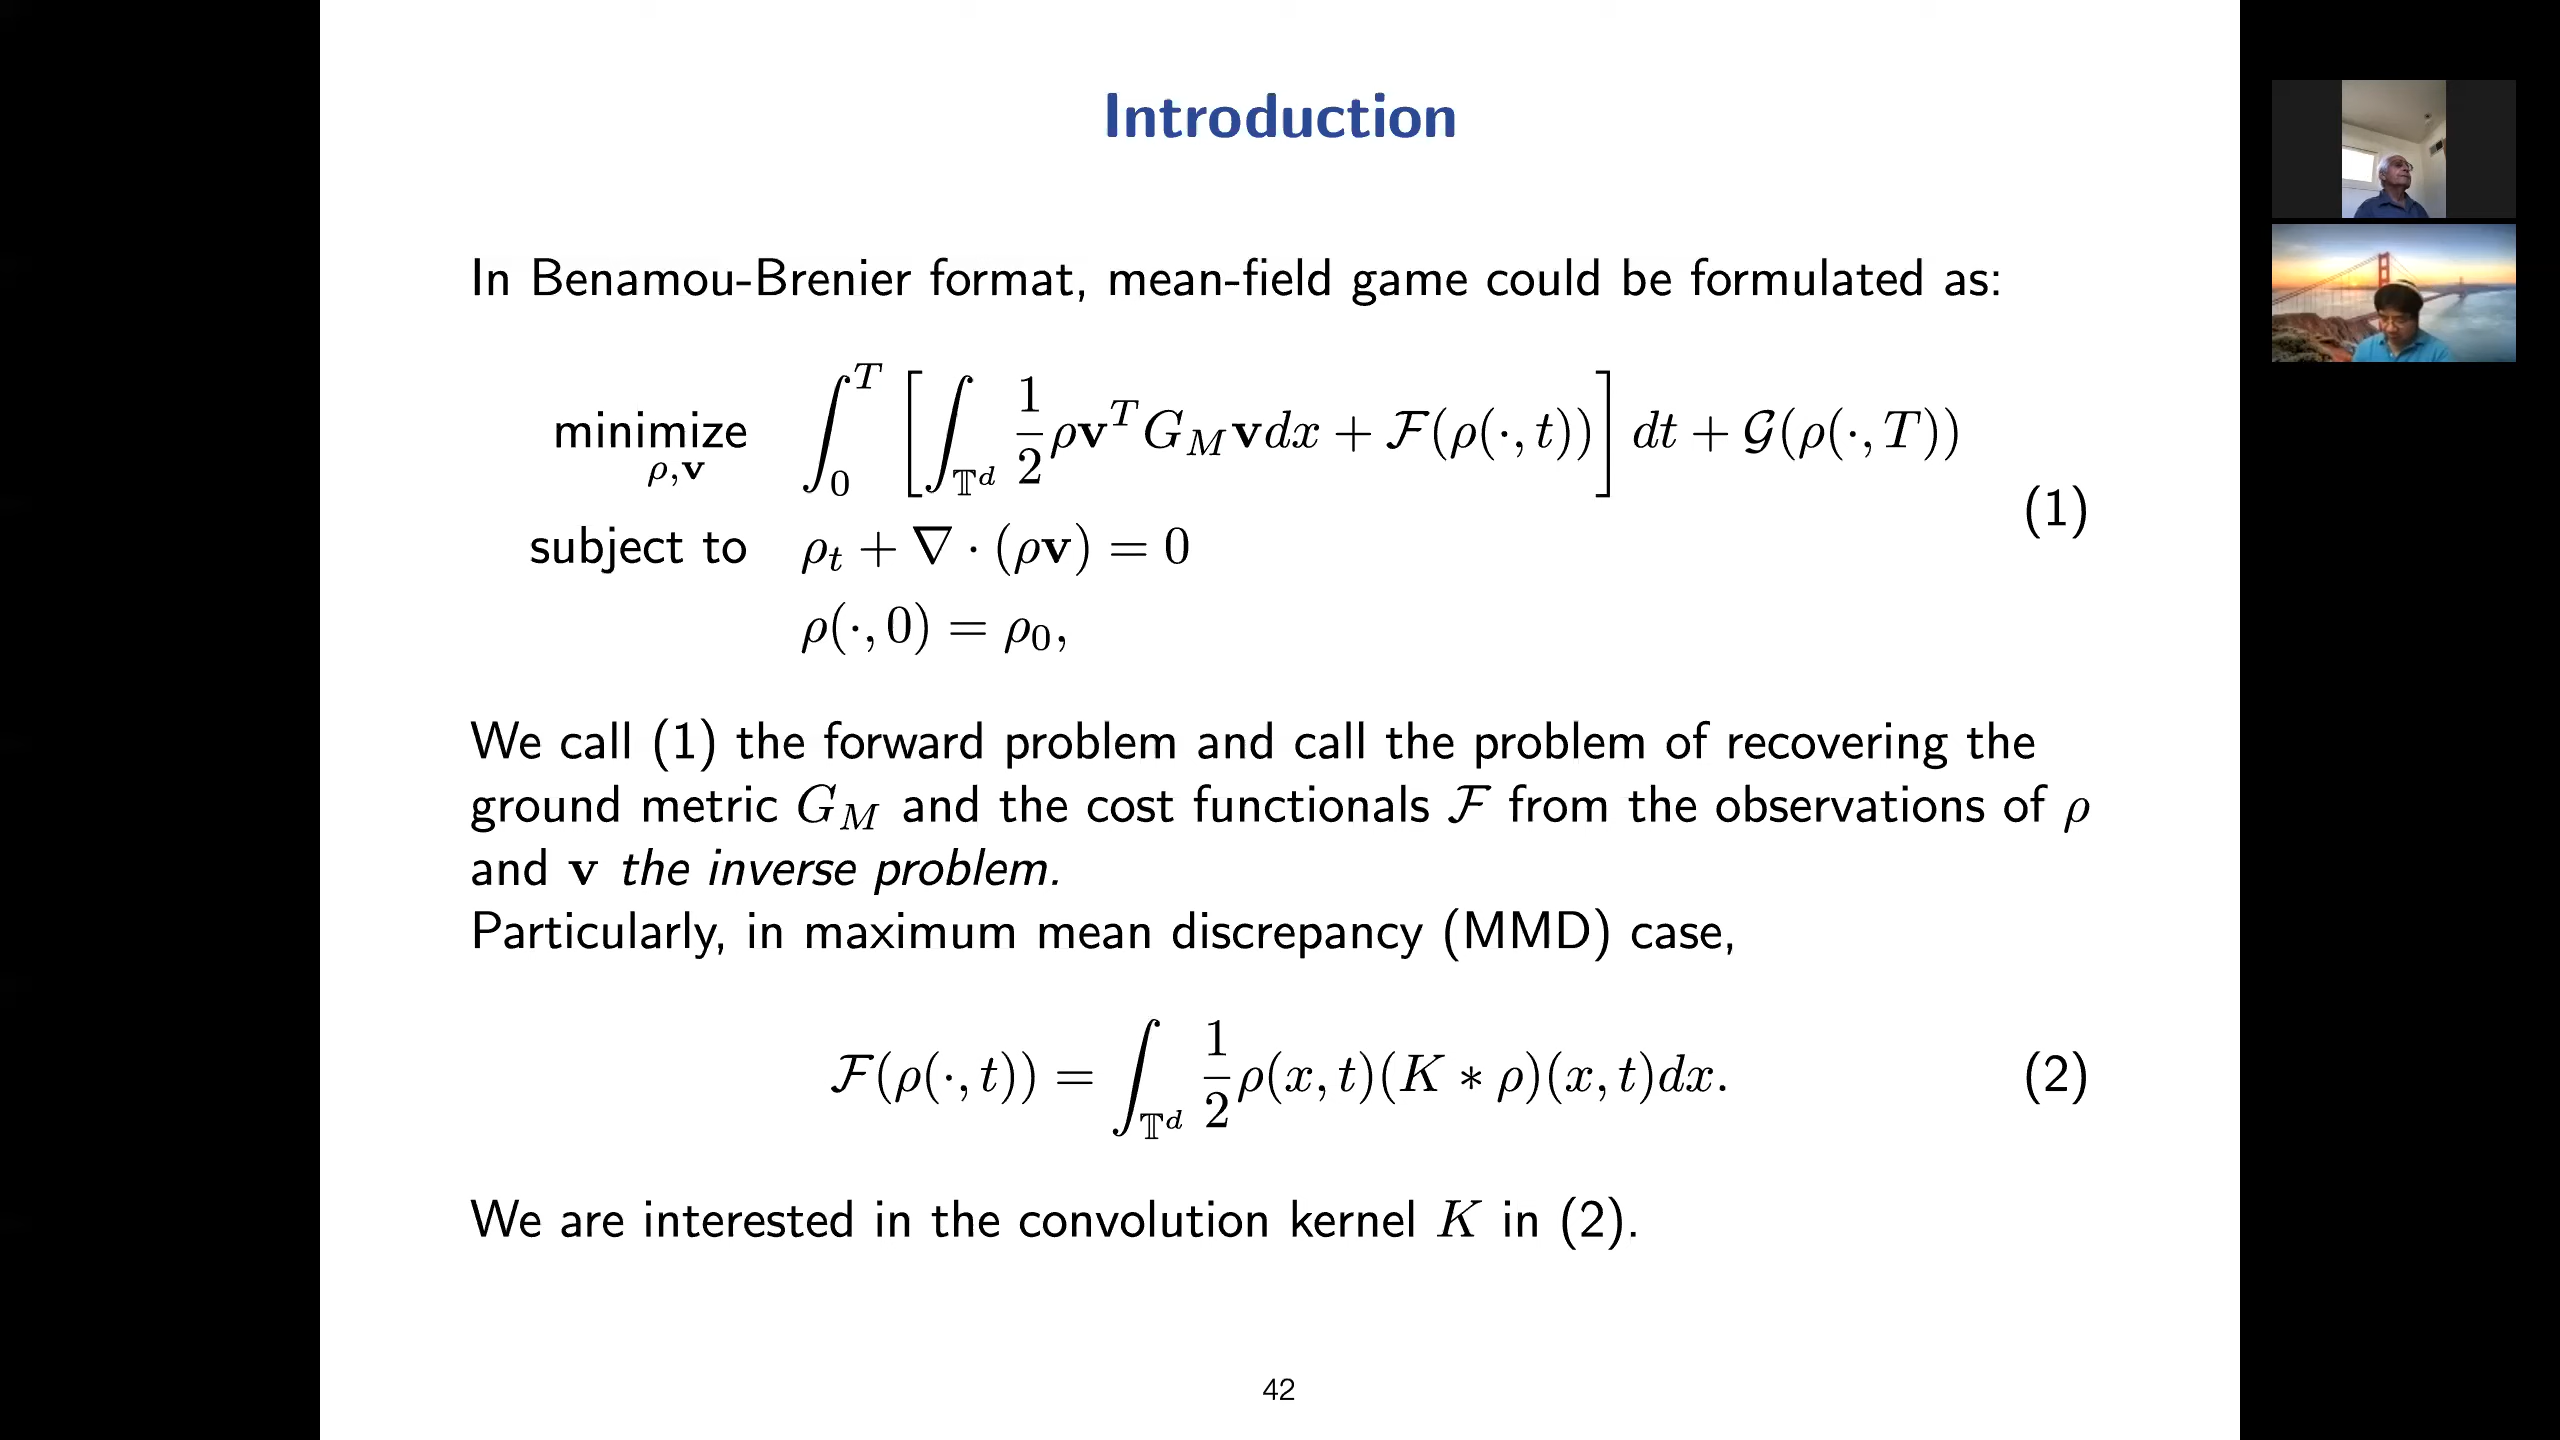 Introduction
In Benamou-Brenier format, mean-field game could be formulated as:
minimize_{ρ,𝐯} ∫_0^T [∫_{𝕋^d} 1/2 ρ𝐯^T G_M 𝐯dx + ℱ(ρ(·, t))] dt + 𝒢(ρ(·, T))
(1)
subject to ρ_t + ∇ · (ρ𝐯) = 0
ρ(·, 0) = ρ_0,
We call (1) the forward problem and call the problem of recovering the
ground metric G_M and the cost functionals ℱ from the observations of ρ
and 𝐯 the inverse problem.
Particularly, in maximum mean discrepancy (MMD) case,
ℱ(ρ(·, t)) = ∫_{𝕋^d} 1/2 ρ(x, t)(K ∗ ρ)(x, t)dx. (2)
We are interested in the convolution kernel K in (2).
42